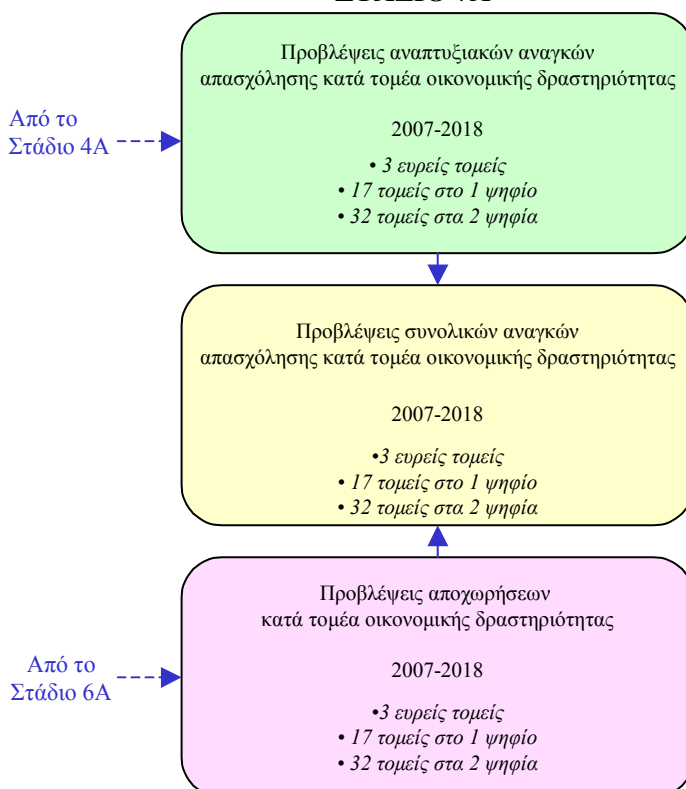 Προβλέψεις αναπτυξιακών αναγκών
απασχόλησης κατά τομέα οικονομικής δραστηριότητας
2007-2018
• 3 ευρείς τομείς
• 17 τομείς στο 1 ψηφίο
• 32 τομείς στα 2 ψηφία
Από το
Στάδιο 4Α
Προβλέψεις συνολικών αναγκών
απασχόλησης κατά τομέα οικονομικής δραστηριότητας
2007-2018
•3 ευρείς τομείς
• 17 τομείς στο 1 ψηφίο
• 32 τομείς στα 2 ψηφία
Προβλέψεις αποχωρήσεων
κατά τομέα οικονομικής δραστηριότητας
2007-2018
•3 ευρείς τομείς
• 17 τομείς στο 1 ψηφίο
• 32 τομείς στα 2 ψηφία
Από το
Στάδιο 6Α